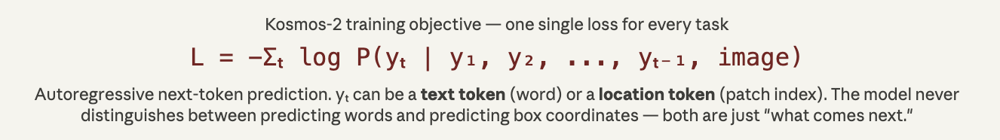 Kosmos-2 training objective — one single loss for every task
L = −Σₜ log P(yₜ | y₁, y₂, ..., yₜ₋₁, image)
Autoregressive next-token prediction. yₜ can be a text token (word) or a location token (patch index). The model never
distinguishes between predicting words and predicting box coordinates — both are just "what comes next."